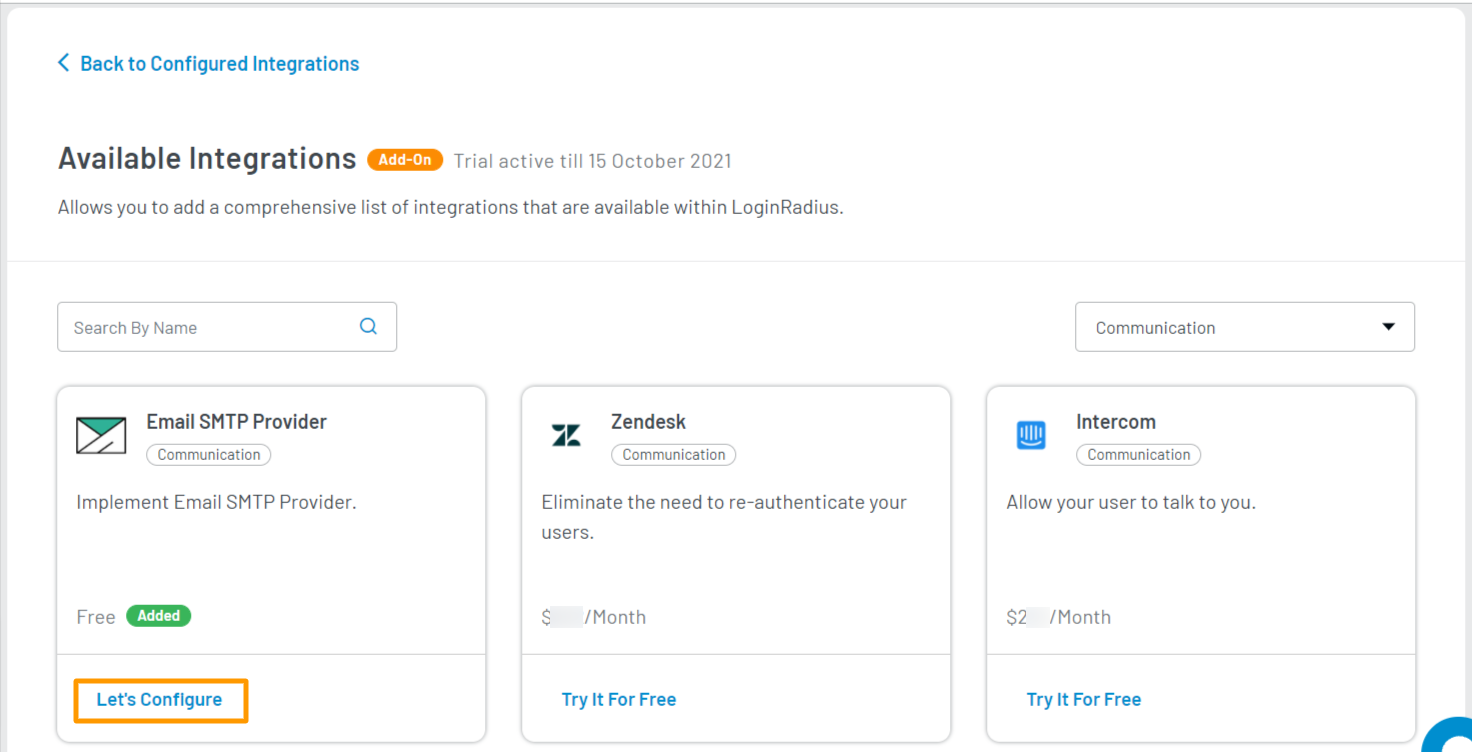 Back to Configured Integrations
Available Integrations Add-On Trial active till 15 October 2021
Allows you to add a comprehensive list of integrations that are available within LoginRadius.
Search By Name
Communication
Email SMTP Provider
Communication
Implement Email SMTP Provider.
Free Added
Let's Configure
Zendesk
Communication
Eliminate the need to re-authenticate your
users.
$ /Month
Try It For Free
Intercom
Communication
Allow your user to talk to you.
$2 /Month
Try It For Free